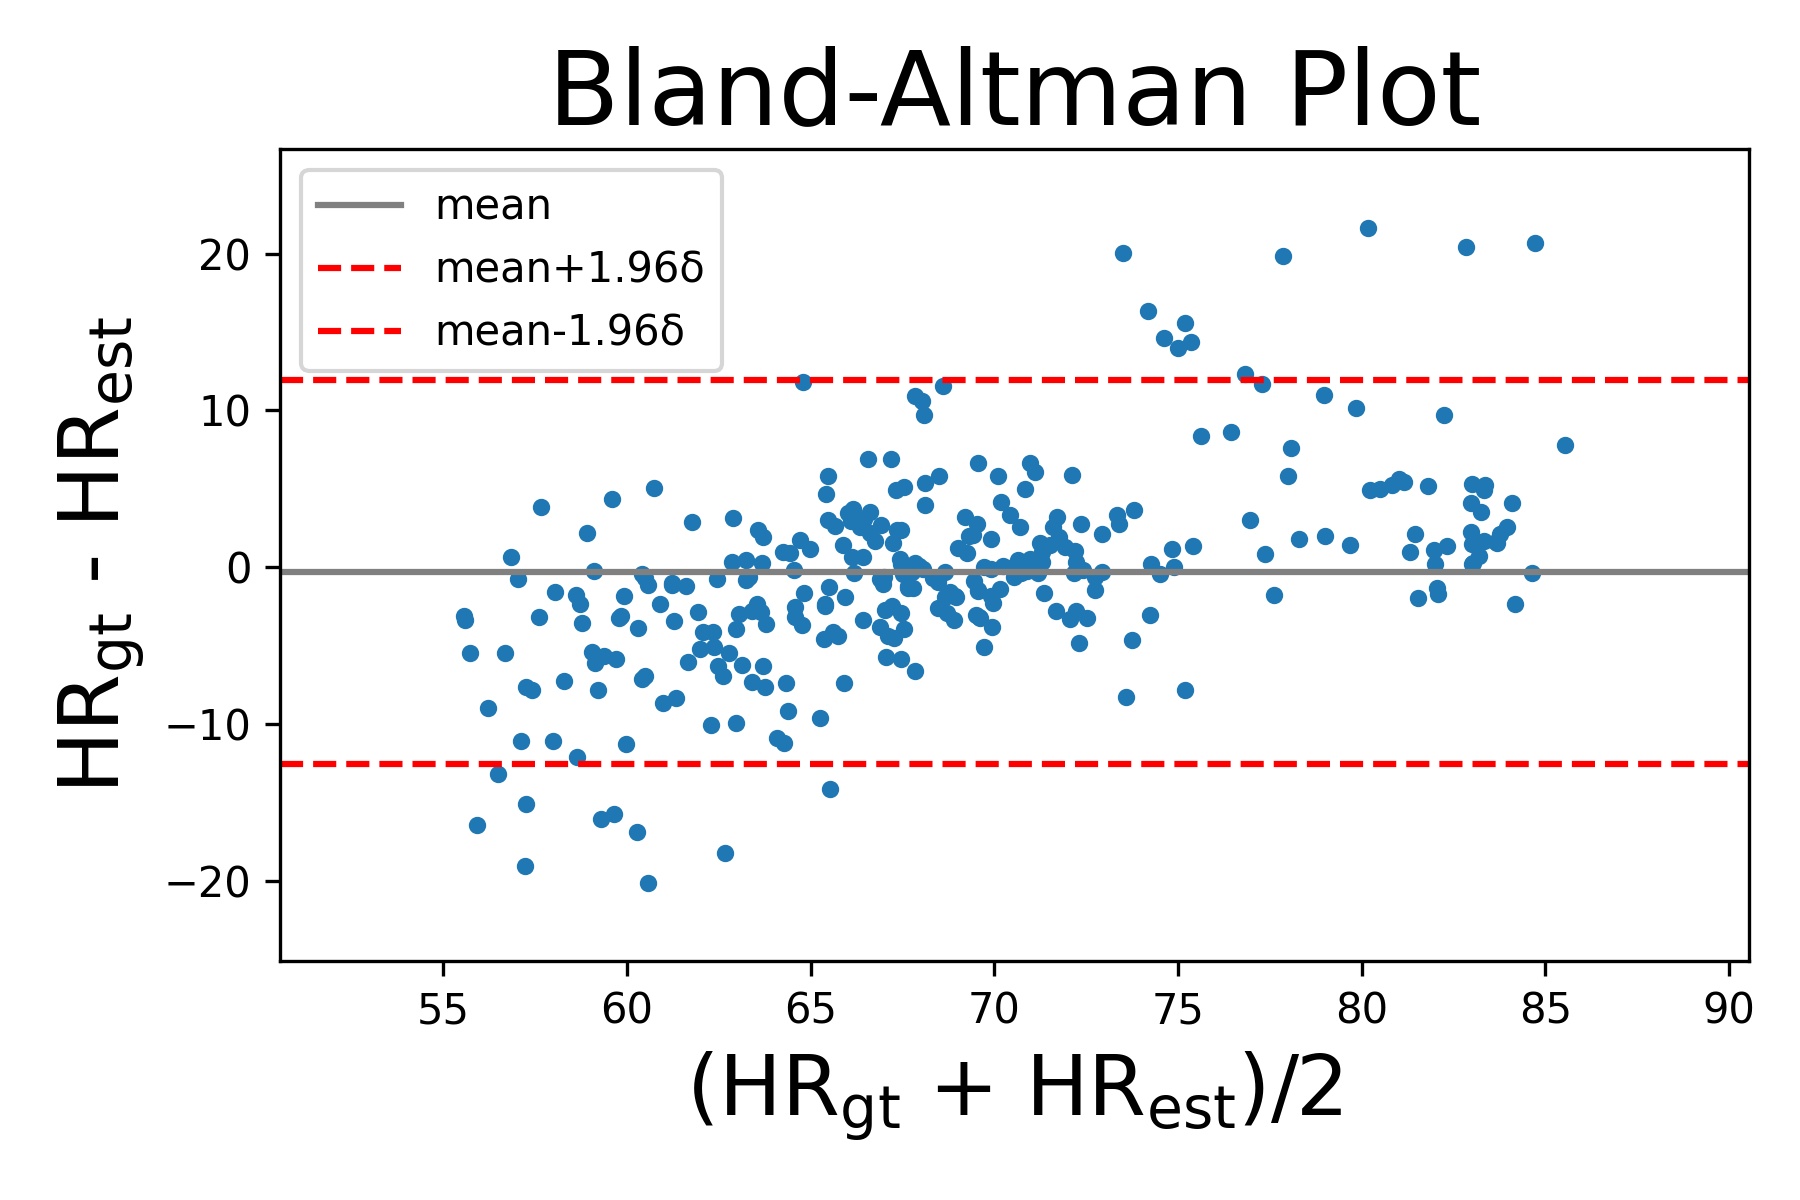 Bland-Altman Plot
mean
mean+1.96δ
mean-1.96δ
20
10
0
−10
−20
HRgt - HRest
55 60 65 70 75 80 85 90
(HRgt + HRest)/2